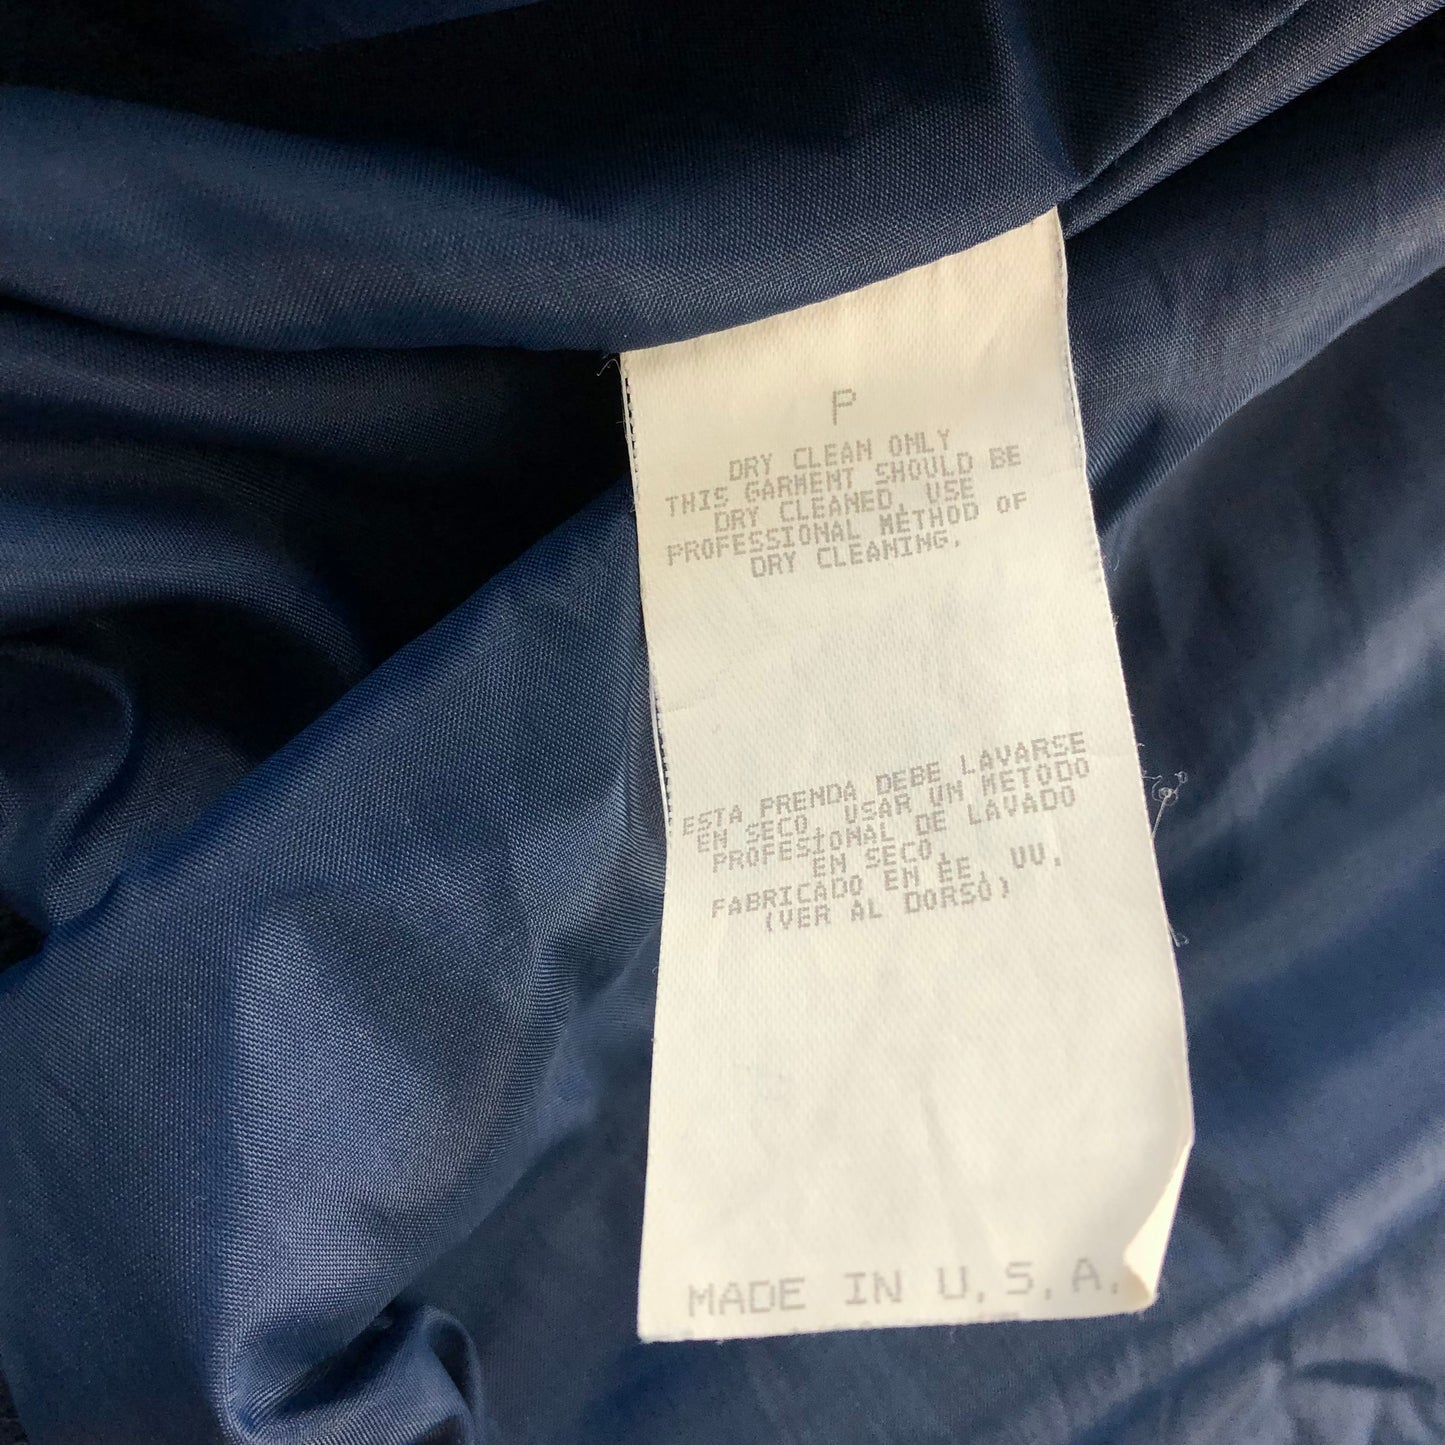 P
DRY CLEAN ONLY
THIS GARMENT SHOULD BE
DRY CLEANED. USE
PROFESSIONAL METHOD OF
DRY CLEANING.
ESTA PRENDA DEBE LAVARSE
EN SECO. USAR UN METODO
PROFESIONAL DE LAVADO
EN SECO.
FABRICADO EN EE. UU.
(VER AL DORSO)
MADE IN U.S.A.